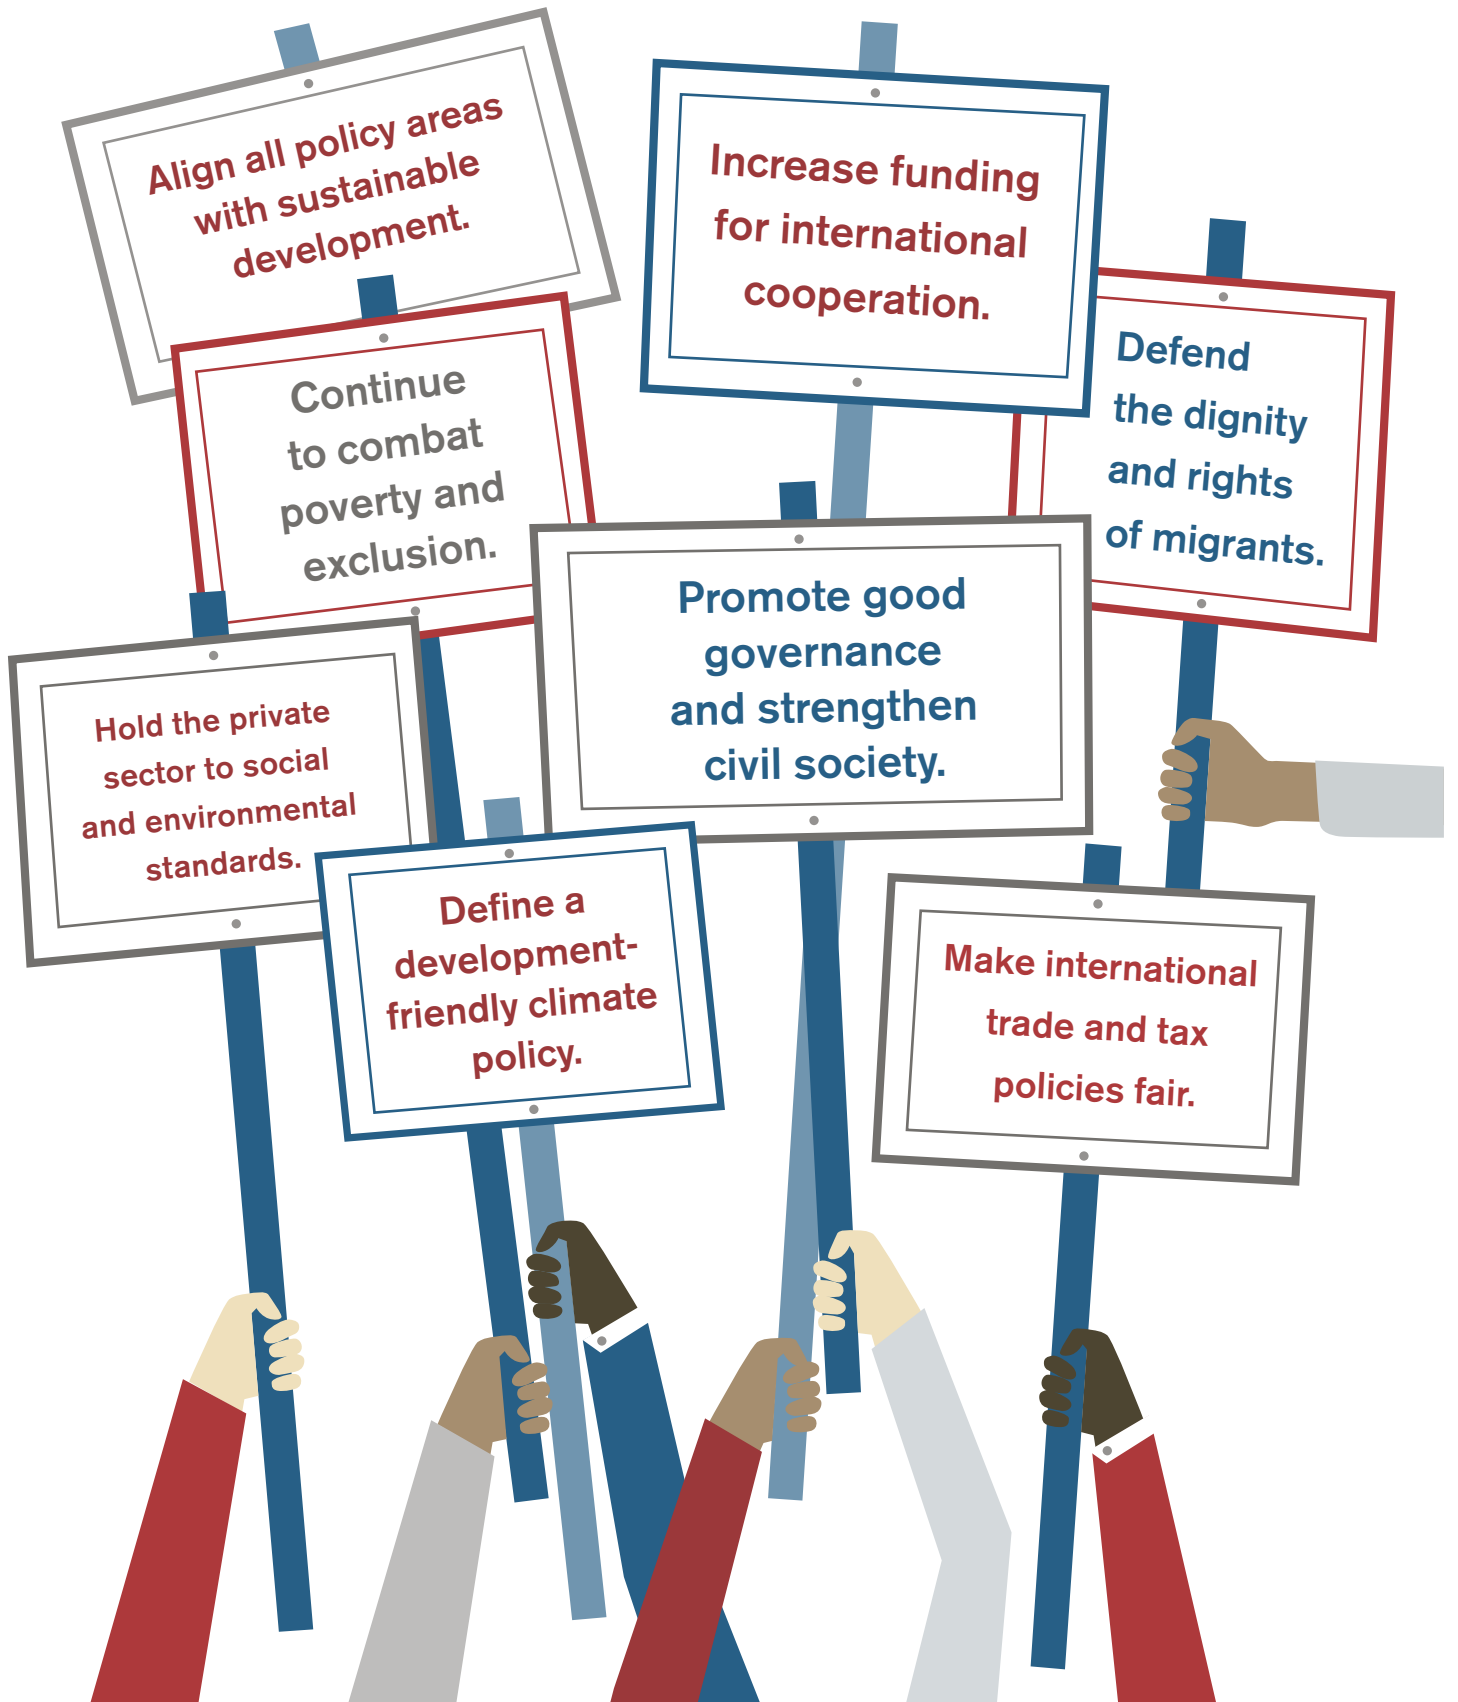 Align all policy areas
with sustainable
development.
Increase funding
for international
cooperation.
Continue
to combat
poverty and
exclusion.
Defend
the dignity
and rights
of migrants.
Promote good
governance
and strengthen
civil society.
Hold the private
sector to social
and environmental
standards.
Define a
development-
friendly climate
policy.
Make international
trade and tax
policies fair.